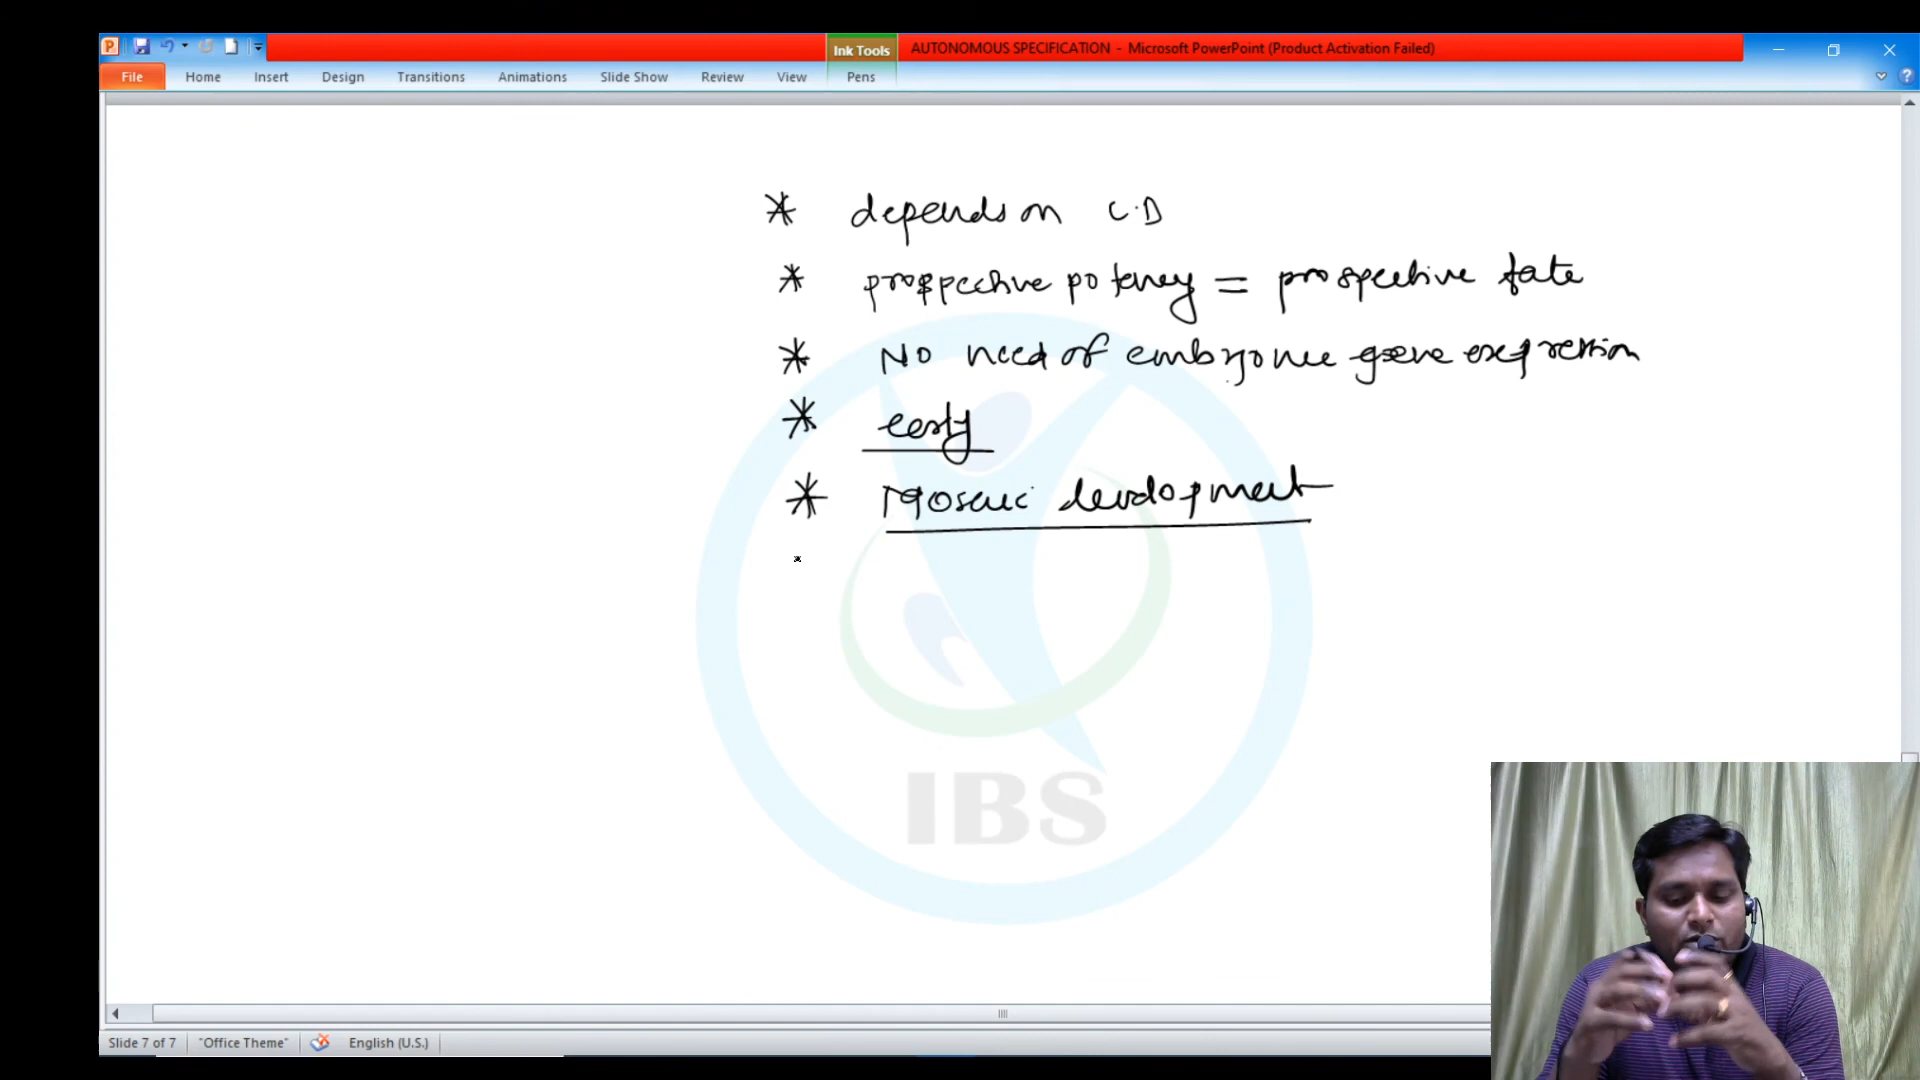 Ink Tools AUTONOMOUS SPECIFICATION - Microsoft PowerPoint (Product Activation Failed)
File Home Insert Design Transitions Animations Slide Show Review View Pens
* depends on C.D
* prospective potency = prospective fate
* No need of embryonic gene expression
* early
* Mosaic development
IBS
Slide 7 of 7 "Office Theme" English (U.S.)